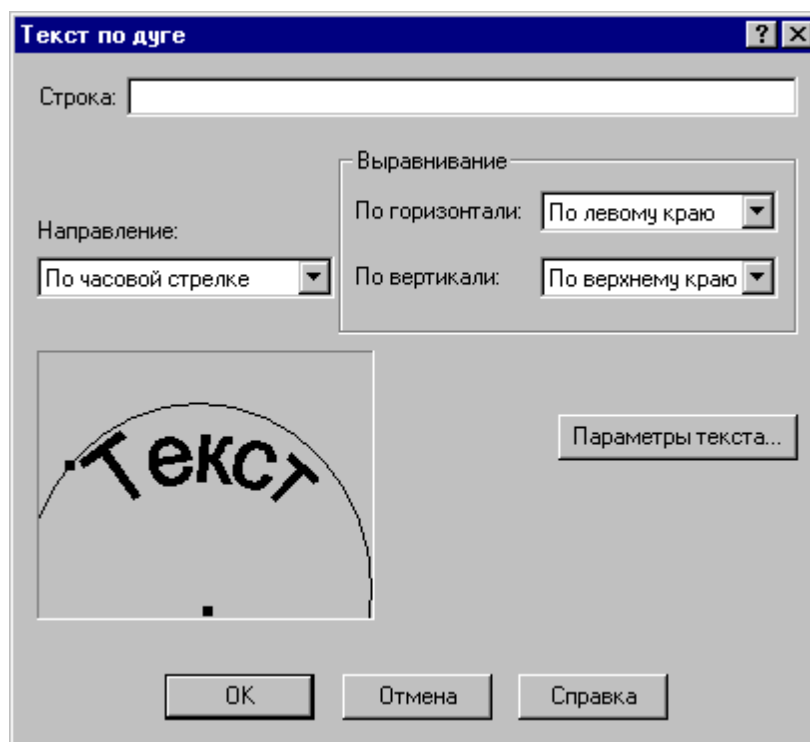 Текст по дуге
Строка:
Выравнивание
По горизонтали: По левому краю
Направление:
По часовой стрелке
По вертикали: По верхнему краю
Текст
Параметры текста...
OK Отмена Справка